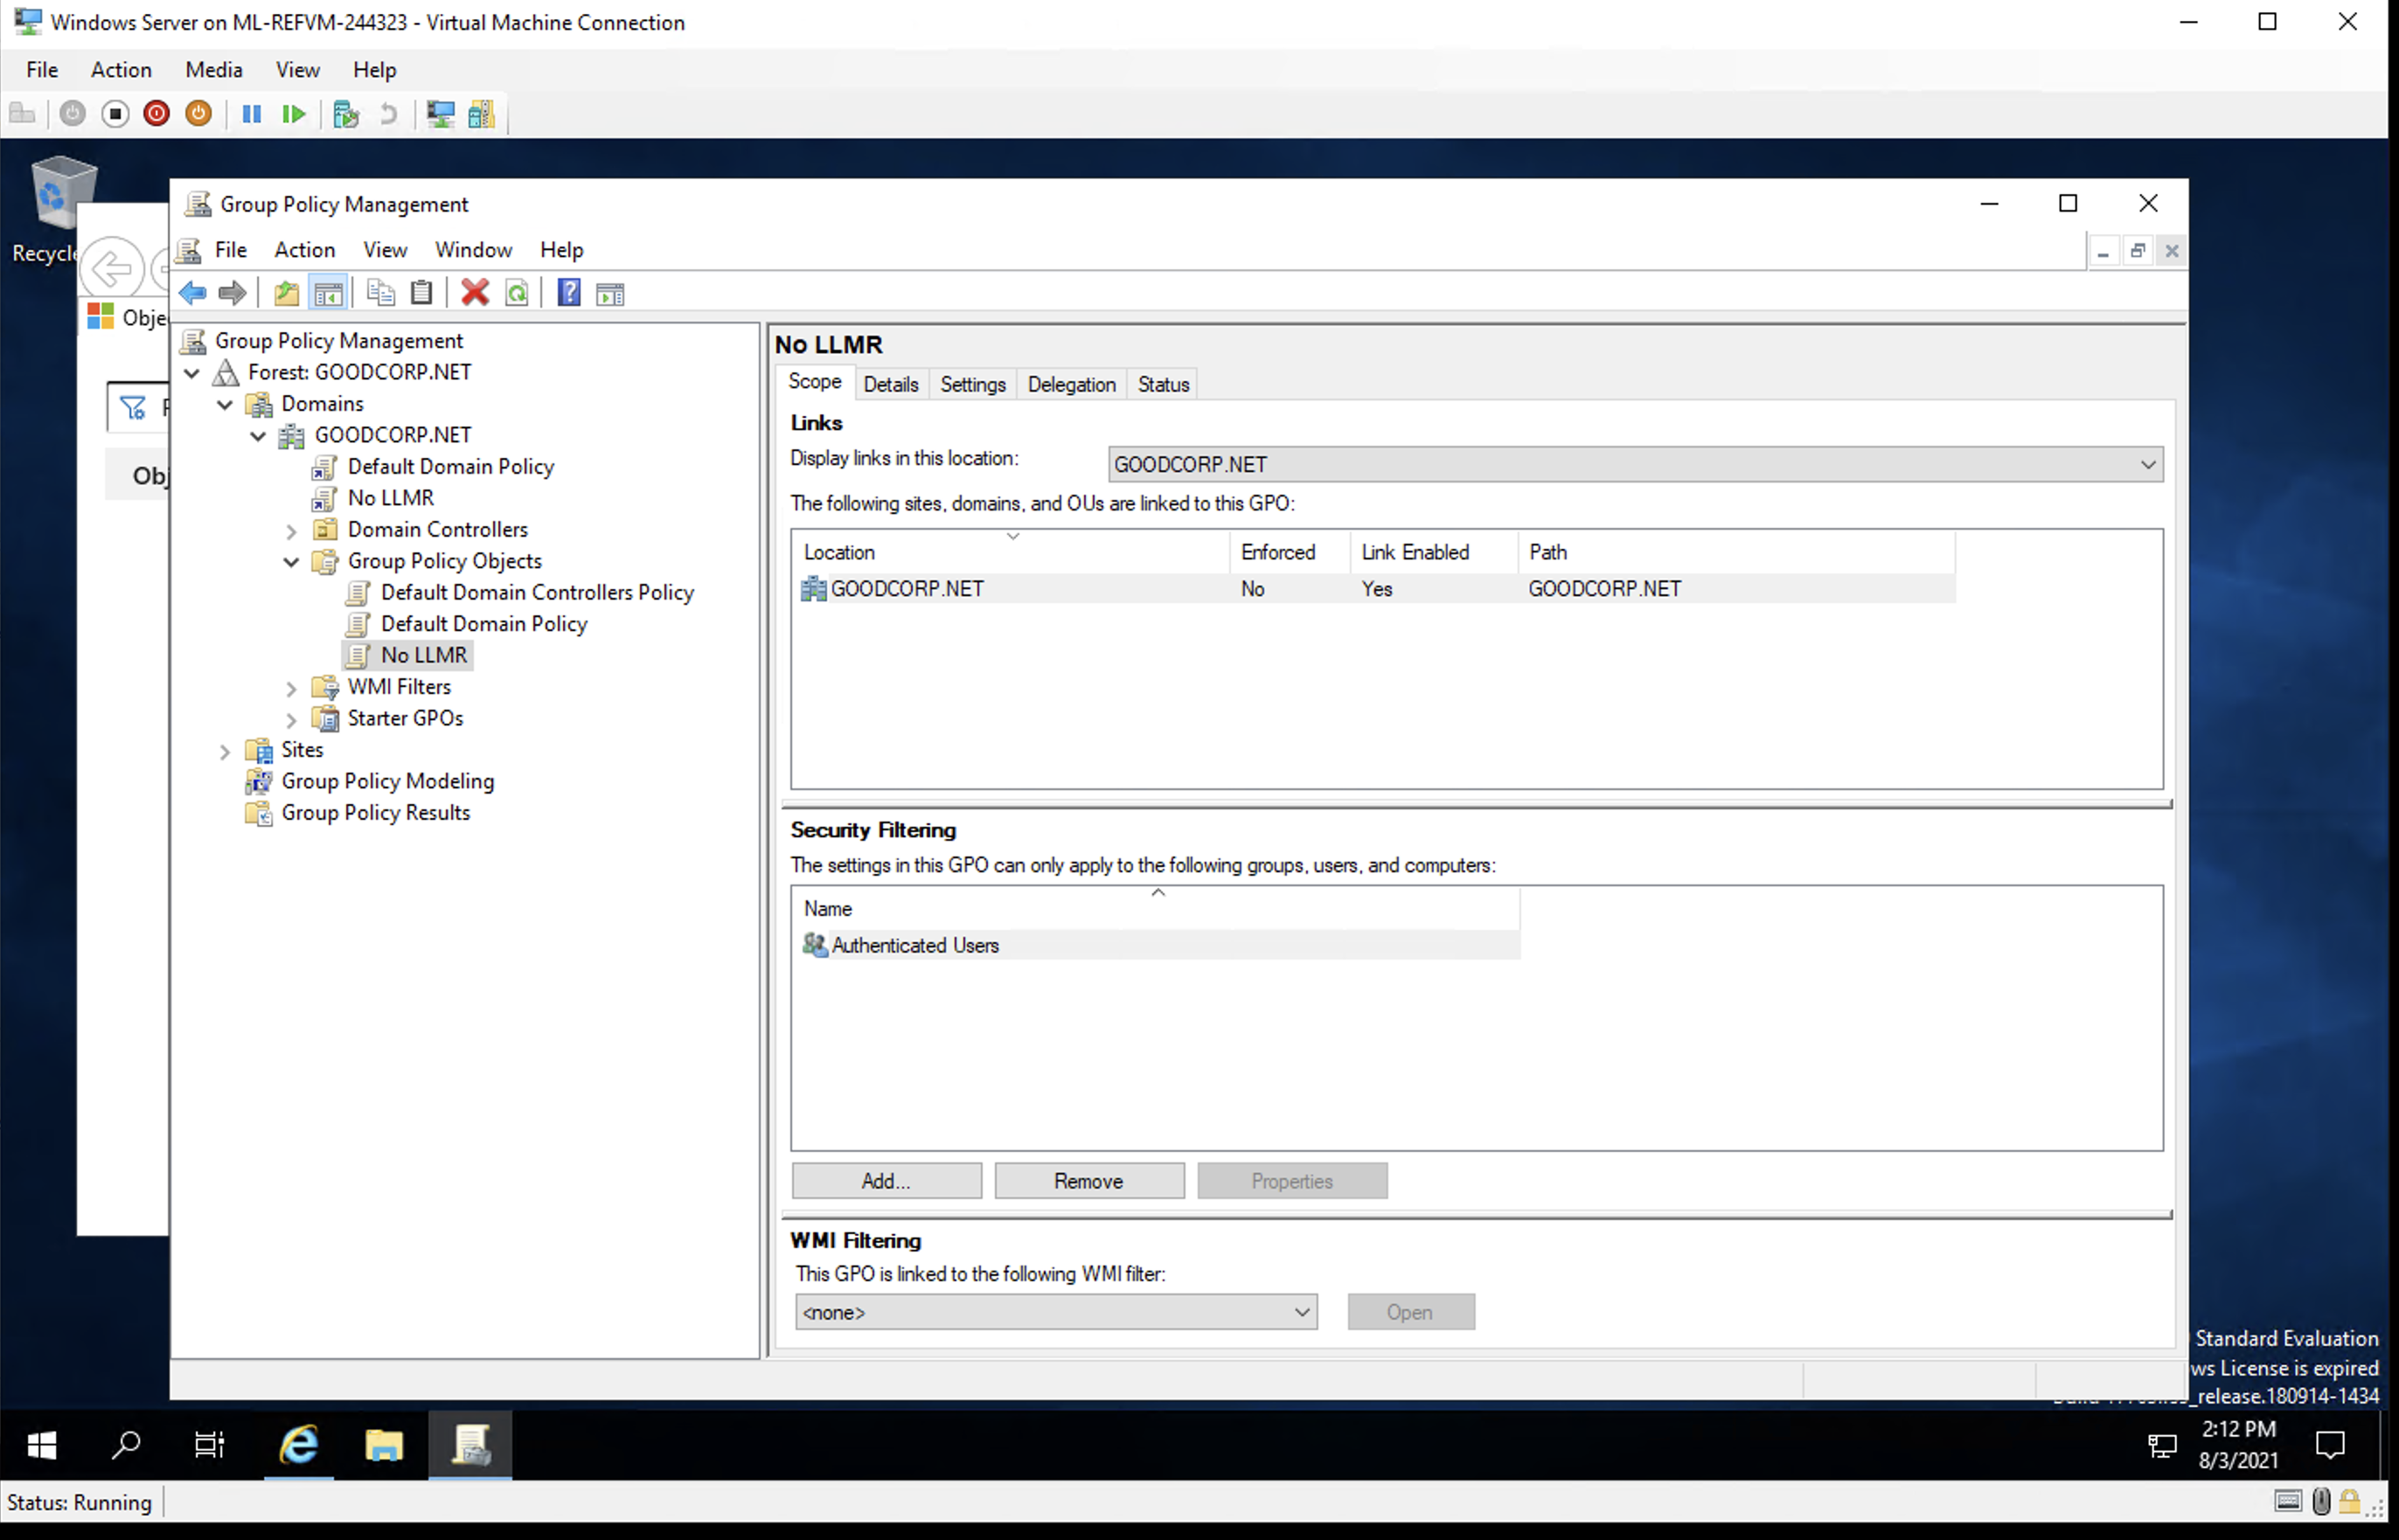 Windows Server on ML-REFVM-244323 - Virtual Machine Connection
File Action Media View Help
Recycle
Group Policy Management
File Action View Window Help
Obje
Obj
Group Policy Management
Forest: GOODCORP.NET
Domains
GOODCORP.NET
Default Domain Policy
No LLMR
Domain Controllers
Group Policy Objects
Default Domain Controllers Policy
Default Domain Policy
No LLMR
WMI Filters
Starter GPOs
Sites
Group Policy Modeling
Group Policy Results
No LLMR
Scope Details Settings Delegation Status
Links
Display links in this location: GOODCORP.NET
The following sites, domains, and OUs are linked to this GPO:
Location Enforced Link Enabled Path
GOODCORP.NET No Yes GOODCORP.NET
Security Filtering
The settings in this GPO can only apply to the following groups, users, and computers:
Name
Authenticated Users
Add... Remove Properties
WMI Filtering
This GPO is linked to the following WMI filter:
<none> Open
Standard Evaluation
ws License is expired
_release.180914-1434
2:12 PM
8/3/2021
Status: Running